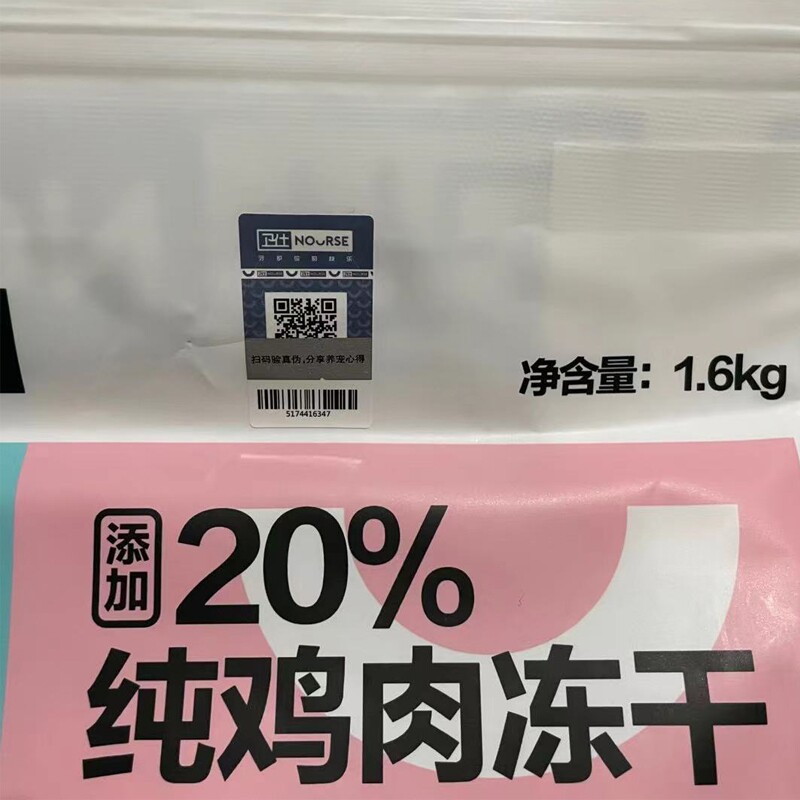 卫仕 NOURSE
扫码验真伪,分享养宠心得
5174416347
净含量：1.6kg
添加
20%
纯鸡肉冻干